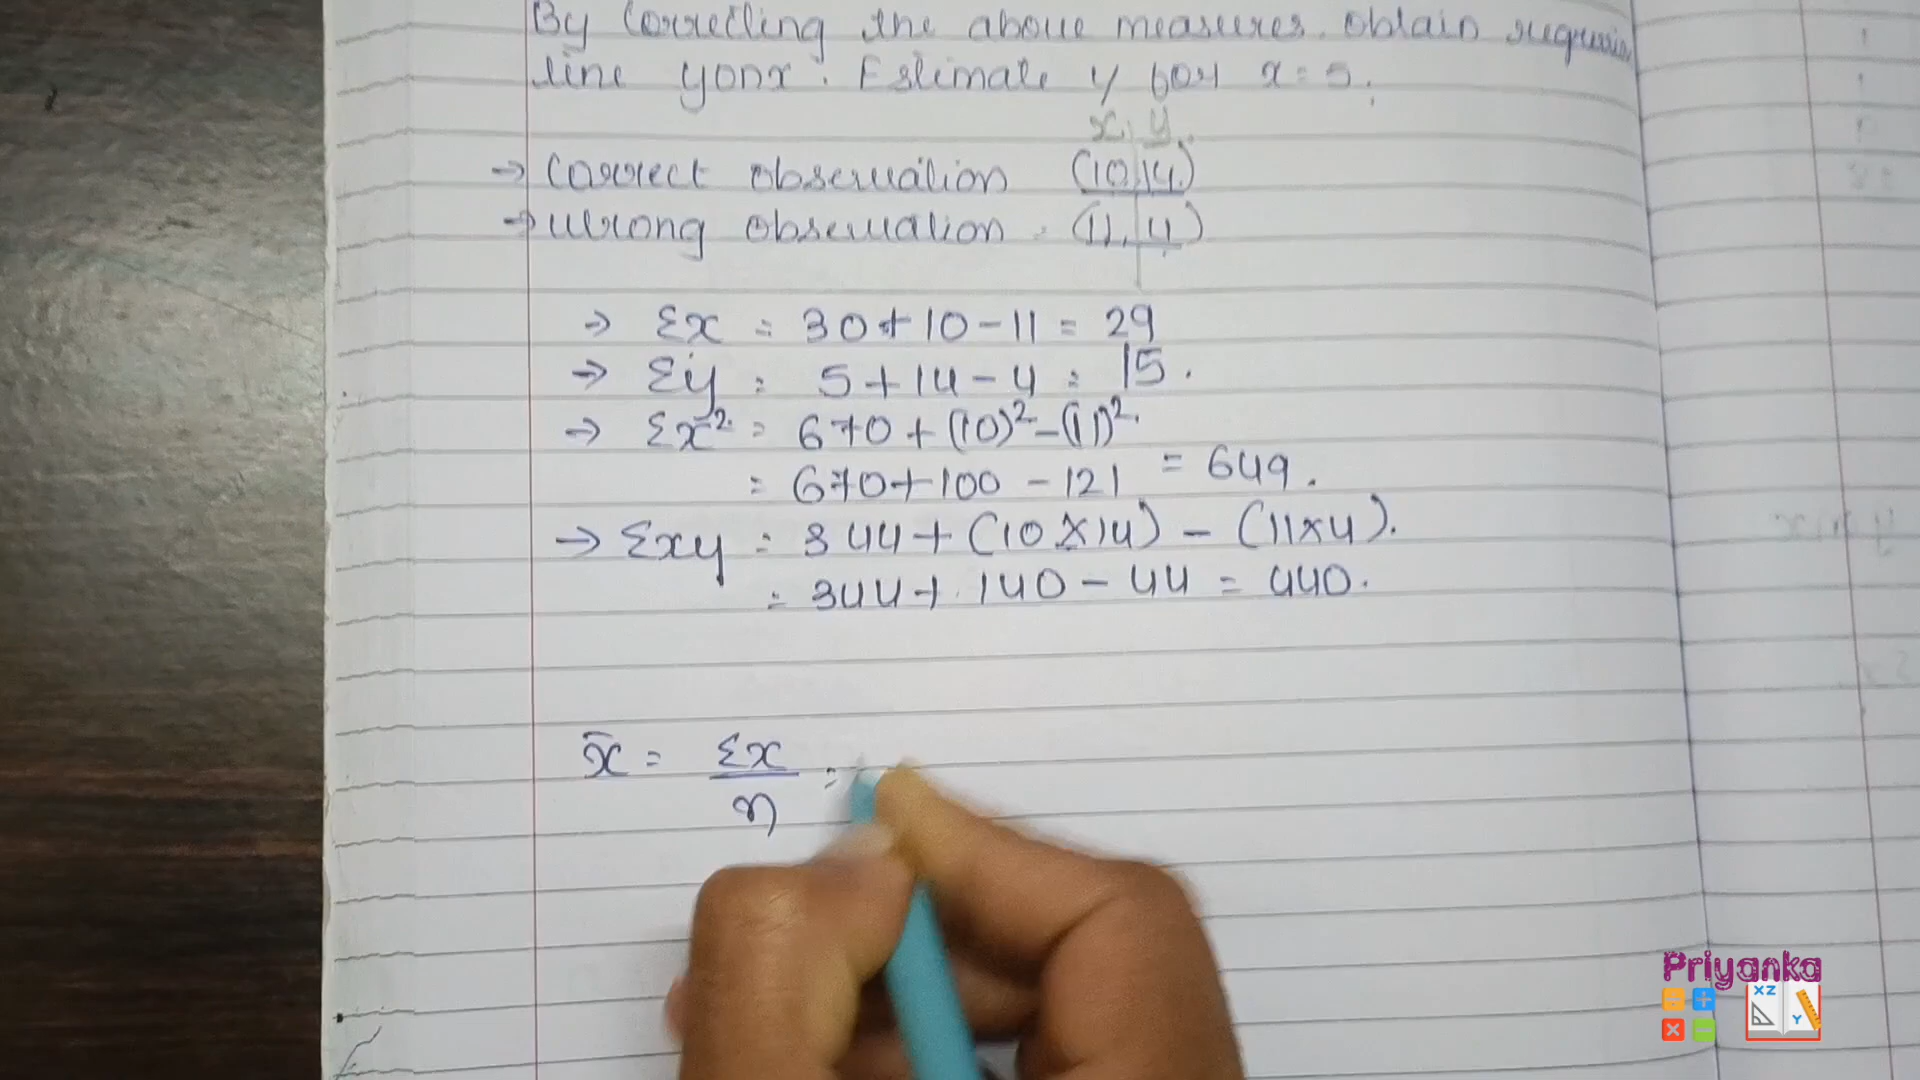 By Correcting the above measures. obtain regression
line yonx. Estimate y for x = 5.
x, y
→ Correct observation (10,14)
→ Wrong observation. (11, 4)
→ Σx = 30+10-11 = 29
→ Σy = 5+14-4 = 15.
→ Σx² = 670 + (10)² - (11)².
= 670+100 - 121 = 649.
→ Σxy = 344 + (10×14) - (11×4).
= 344+ 140 - 44 = 440.
x̄ = Σx/n =
Priyanka
XZ
Y